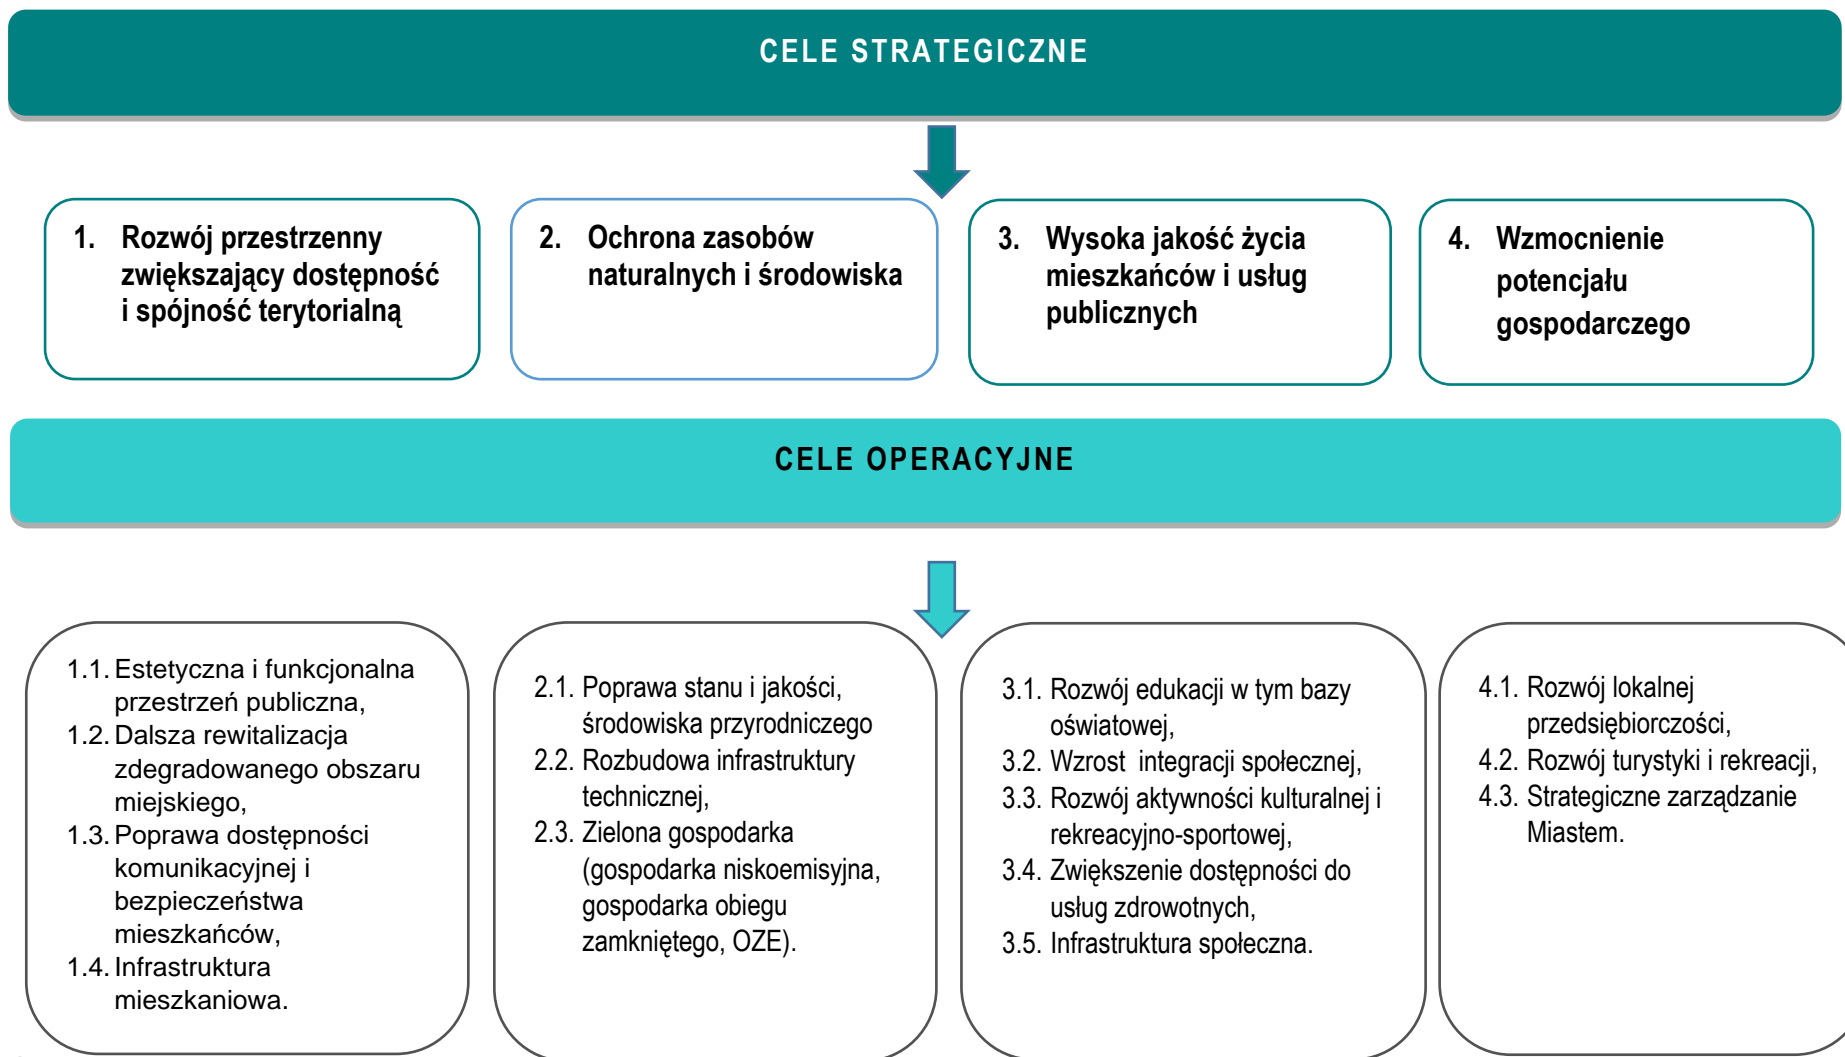 CELE STRATEGICZNE
1. Rozwój przestrzenny
zwiększający dostępność
i spójność terytorialną
2. Ochrona zasobów
naturalnych i środowiska
3. Wysoka jakość życia
mieszkańców i usług
publicznych
4. Wzmocnienie
potencjału
gospodarczego
CELE OPERACYJNE
1.1. Estetyczna i funkcjonalna
przestrzeń publiczna,
1.2. Dalsza rewitalizacja
zdegradowanego obszaru
miejskiego,
1.3. Poprawa dostępności
komunikacyjnej i
bezpieczeństwa
mieszkańców,
1.4. Infrastruktura
mieszkaniowa.
2.1. Poprawa stanu i jakości,
środowiska przyrodniczego
2.2. Rozbudowa infrastruktury
technicznej,
2.3. Zielona gospodarka
(gospodarka niskoemisyjna,
gospodarka obiegu
zamkniętego, OZE).
3.1. Rozwój edukacji w tym bazy
oświatowej,
3.2. Wzrost integracji społecznej,
3.3. Rozwój aktywności kulturalnej i
rekreacyjno-sportowej,
3.4. Zwiększenie dostępności do
usług zdrowotnych,
3.5. Infrastruktura społeczna.
4.1. Rozwój lokalnej
przedsiębiorczości,
4.2. Rozwój turystyki i rekreacji,
4.3. Strategiczne zarządzanie
Miastem.